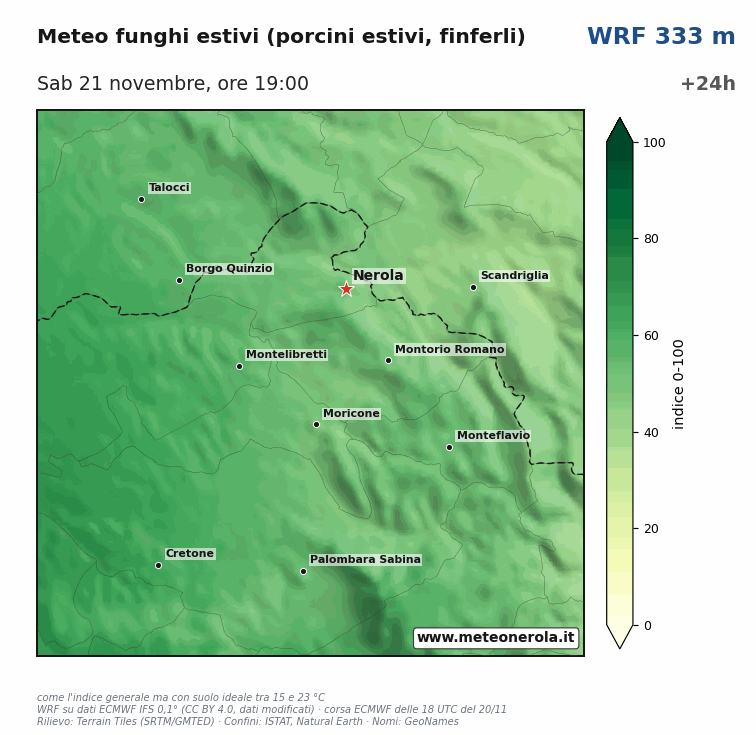 Meteo funghi estivi (porcini estivi, finferli)
WRF 333 m
Sab 21 novembre, ore 19:00
+24h
Talocci
Borgo Quinzio
Nerola
Scandriglia
Montelibretti
Montorio Romano
Moricone
Monteflavio
Cretone
Palombara Sabina
www.meteonerola.it
100
80
60
40
20
0
indice 0-100
come l'indice generale ma con suolo ideale tra 15 e 23 °C
WRF su dati ECMWF IFS 0,1° (CC BY 4.0, dati modificati) · corsa ECMWF delle 18 UTC del 20/11
Rilievo: Terrain Tiles (SRTM/GMTED) · Confini: ISTAT, Natural Earth · Nomi: GeoNames